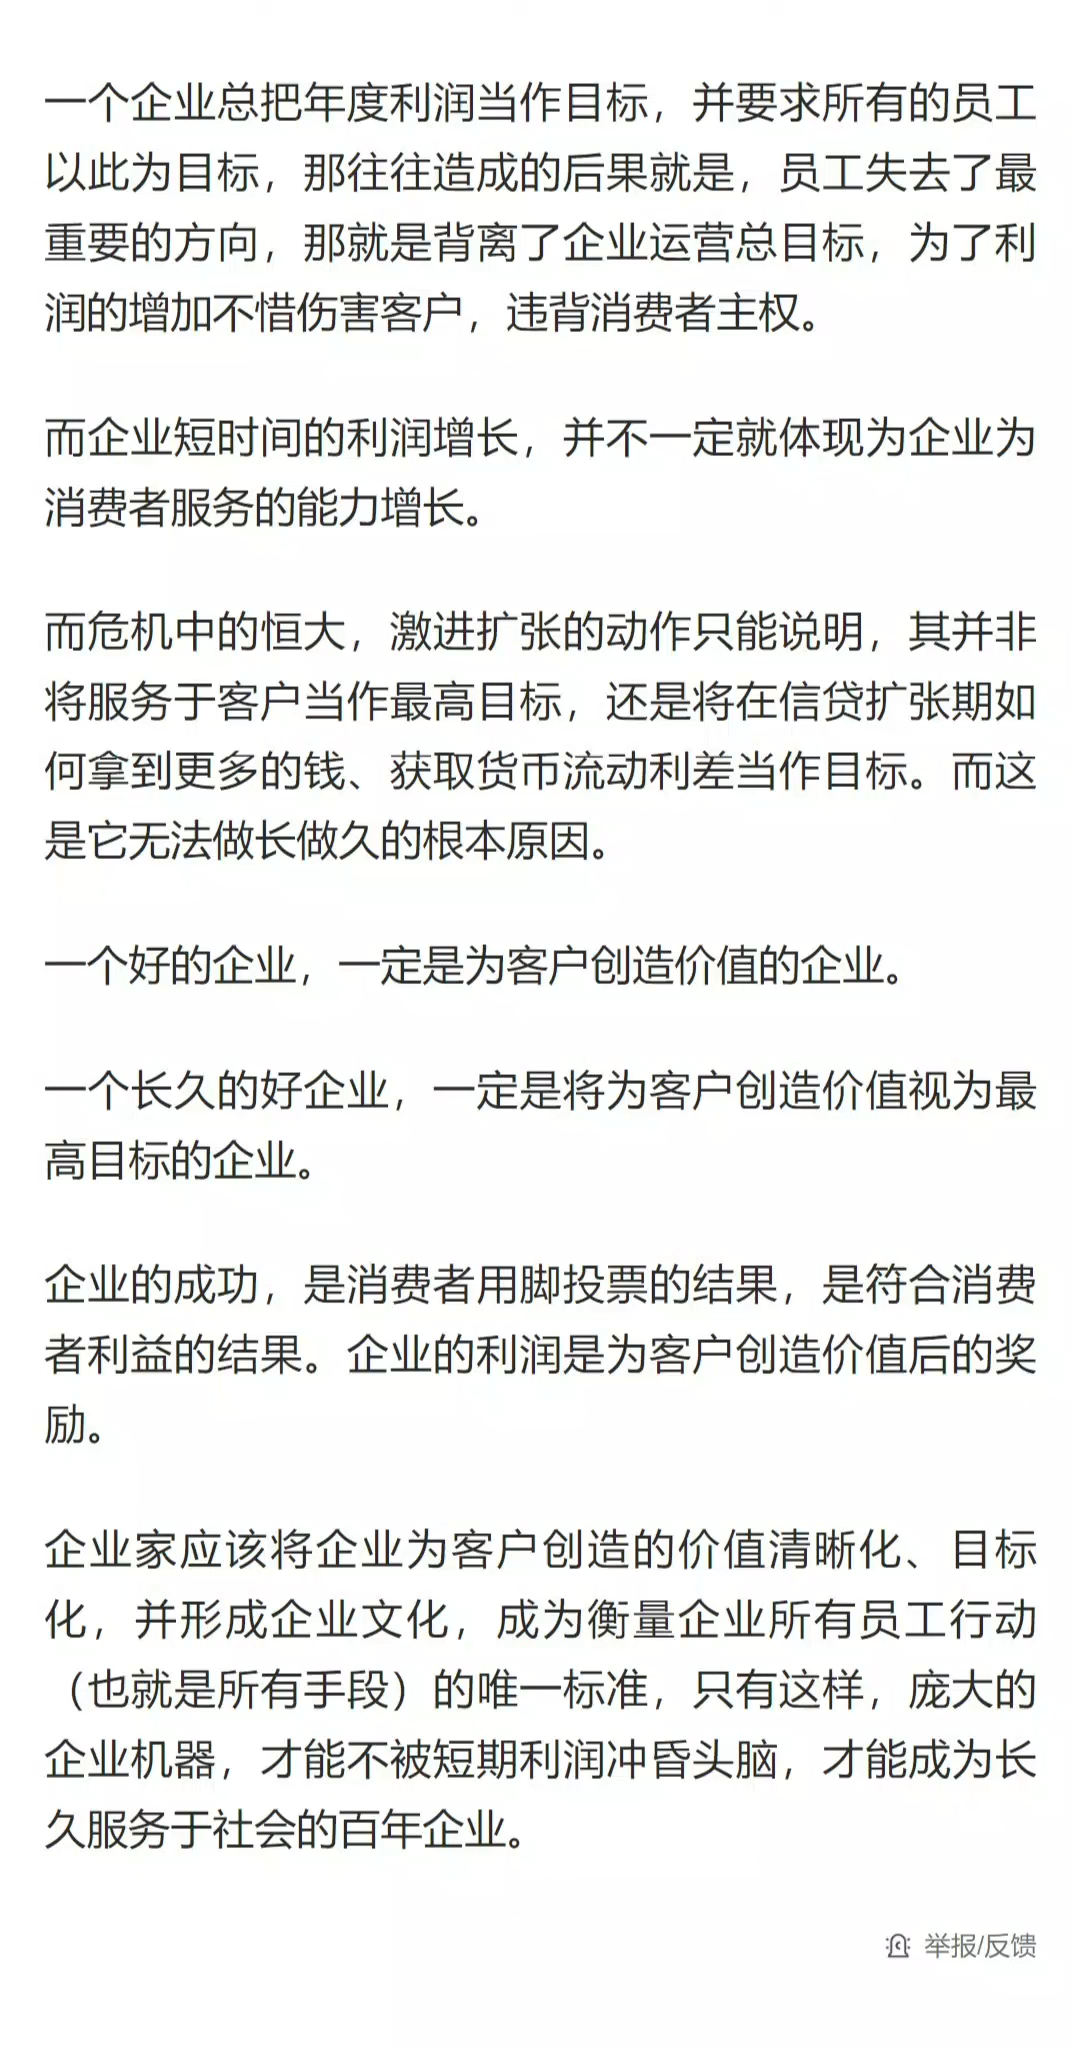 一个企业总把年度利润当作目标，并要求所有的员工
以此为目标，那往往造成的后果就是，员工失去了最
重要的方向，那就是背离了企业运营总目标，为了利
润的增加不惜伤害客户，违背消费者主权。
而企业短时间的利润增长，并不一定就体现为企业为
消费者服务的能力增长。
而危机中的恒大，激进扩张的动作只能说明，其并非
将服务于客户当作最高目标，还是将在信贷扩张期如
何拿到更多的钱、获取货币流动利差当作目标。而这
是它无法做长做久的根本原因。
一个好的企业，一定是为客户创造价值的企业。
一个长久的好企业，一定是将为客户创造价值视为最
高目标的企业。
企业的成功，是消费者用脚投票的结果，是符合消费
者利益的结果。企业的利润是为客户创造价值后的奖
励。
企业家应该将企业为客户创造的价值清晰化、目标
化，并形成企业文化，成为衡量企业所有员工行动
（也就是所有手段）的唯一标准，只有这样，庞大的
企业机器，才能不被短期利润冲昏头脑，才能成为长
久服务于社会的百年企业。
举报/反馈